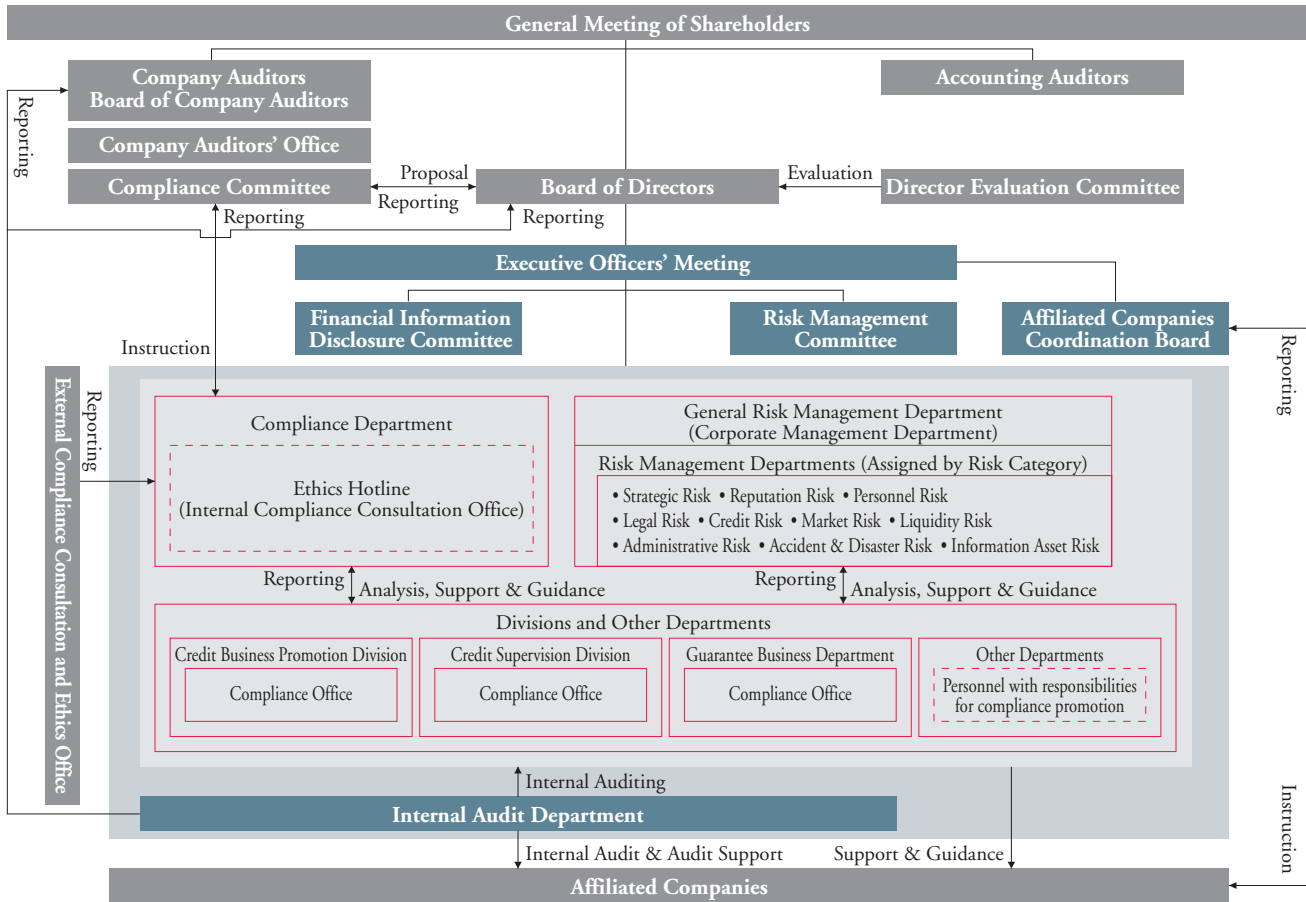 General Meeting of Shareholders
Company Auditors
Board of Company Auditors
Accounting Auditors
Reporting
Company Auditors’ Office
Compliance Committee
Proposal
Reporting
Board of Directors
Evaluation
Director Evaluation Committee
Reporting
Reporting
Executive Officers’ Meeting
Financial Information
Disclosure Committee
Risk Management
Committee
Affiliated Companies
Coordination Board
Instruction
Reporting
External Compliance Consultation and Ethics Office
Reporting
Compliance Department
Ethics Hotline
(Internal Compliance Consultation Office)
General Risk Management Department
(Corporate Management Department)
Risk Management Departments (Assigned by Risk Category)
• Strategic Risk • Reputation Risk • Personnel Risk
• Legal Risk • Credit Risk • Market Risk • Liquidity Risk
• Administrative Risk • Accident & Disaster Risk • Information Asset Risk
Reporting
Analysis, Support & Guidance
Reporting
Analysis, Support & Guidance
Divisions and Other Departments
Credit Business Promotion Division
Compliance Office
Credit Supervision Division
Compliance Office
Guarantee Business Department
Compliance Office
Other Departments
Personnel with responsibilities
for compliance promotion
Internal Auditing
Internal Audit Department
Instruction
Internal Audit & Audit Support
Support & Guidance
Affiliated Companies